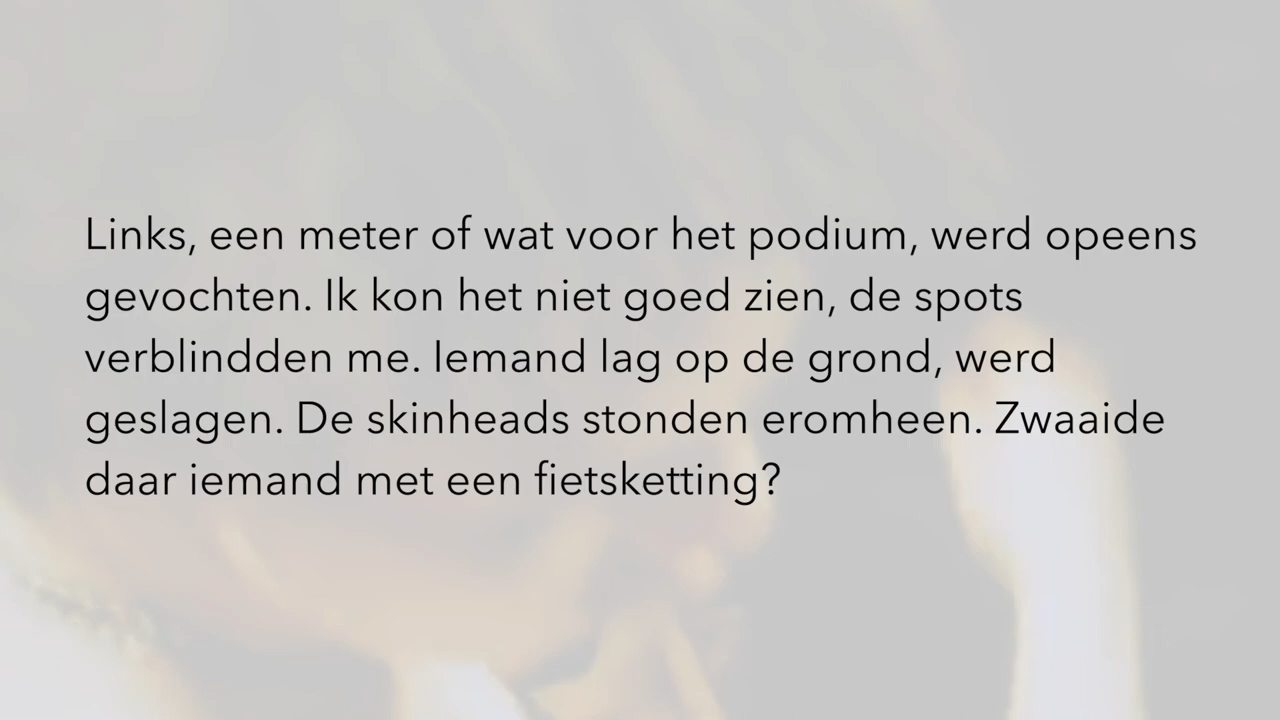 Links, een meter of wat voor het podium, werd opeens
gevochten. Ik kon het niet goed zien, de spots
verblindden me. Iemand lag op de grond, werd
geslagen. De skinheads stonden eromheen. Zwaaide
daar iemand met een fietsketting?